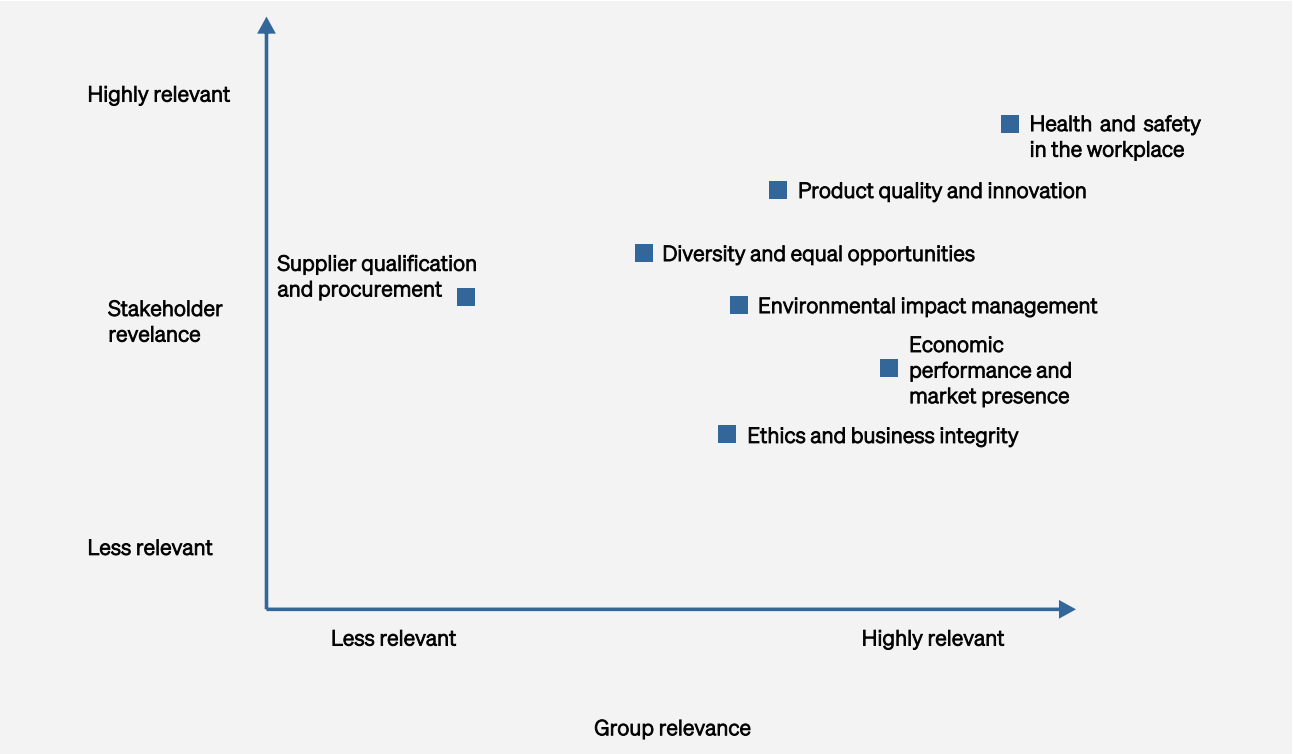 Highly relevant
Health and safety
in the workplace
Product quality and innovation
Diversity and equal opportunities
Supplier qualification
and procurement
Stakeholder
revelance
Environmental impact management
Economic
performance and
market presence
Ethics and business integrity
Less relevant
Less relevant
Highly relevant
Group relevance